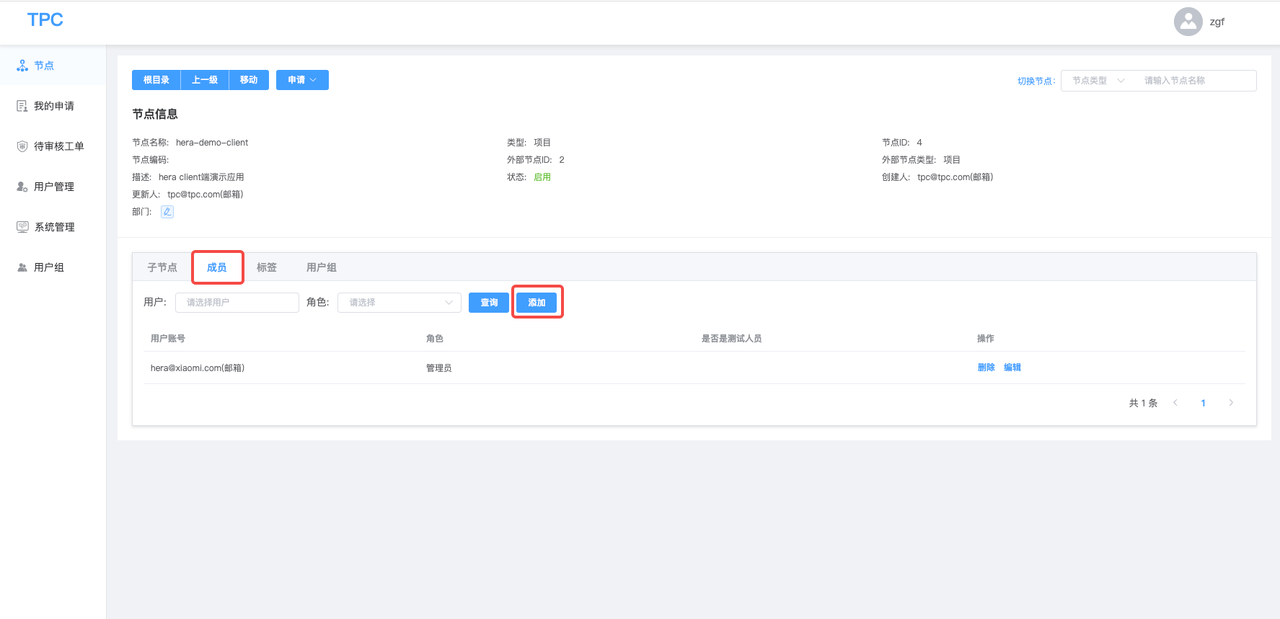 TPC
zgf
节点
我的申请
待审核工单
用户管理
系统管理
用户组
根目录 上一级 移动 申请
切换节点: 节点类型 请输入节点名称
节点信息
节点名称: hera-demo-client 类型: 项目 节点ID: 4
节点编码: 外部节点ID: 2 外部节点类型: 项目
描述: hera client端演示应用 状态: 启用 创建人: tpc@tpc.com(邮箱)
更新人: tpc@tpc.com(邮箱)
部门:
子节点 成员 标签 用户组
用户: 请选择用户 角色: 请选择 查询 添加
用户账号 角色 是否是测试人员 操作
hera@xiaomi.com(邮箱) 管理员 删除 编辑
共 1 条 1